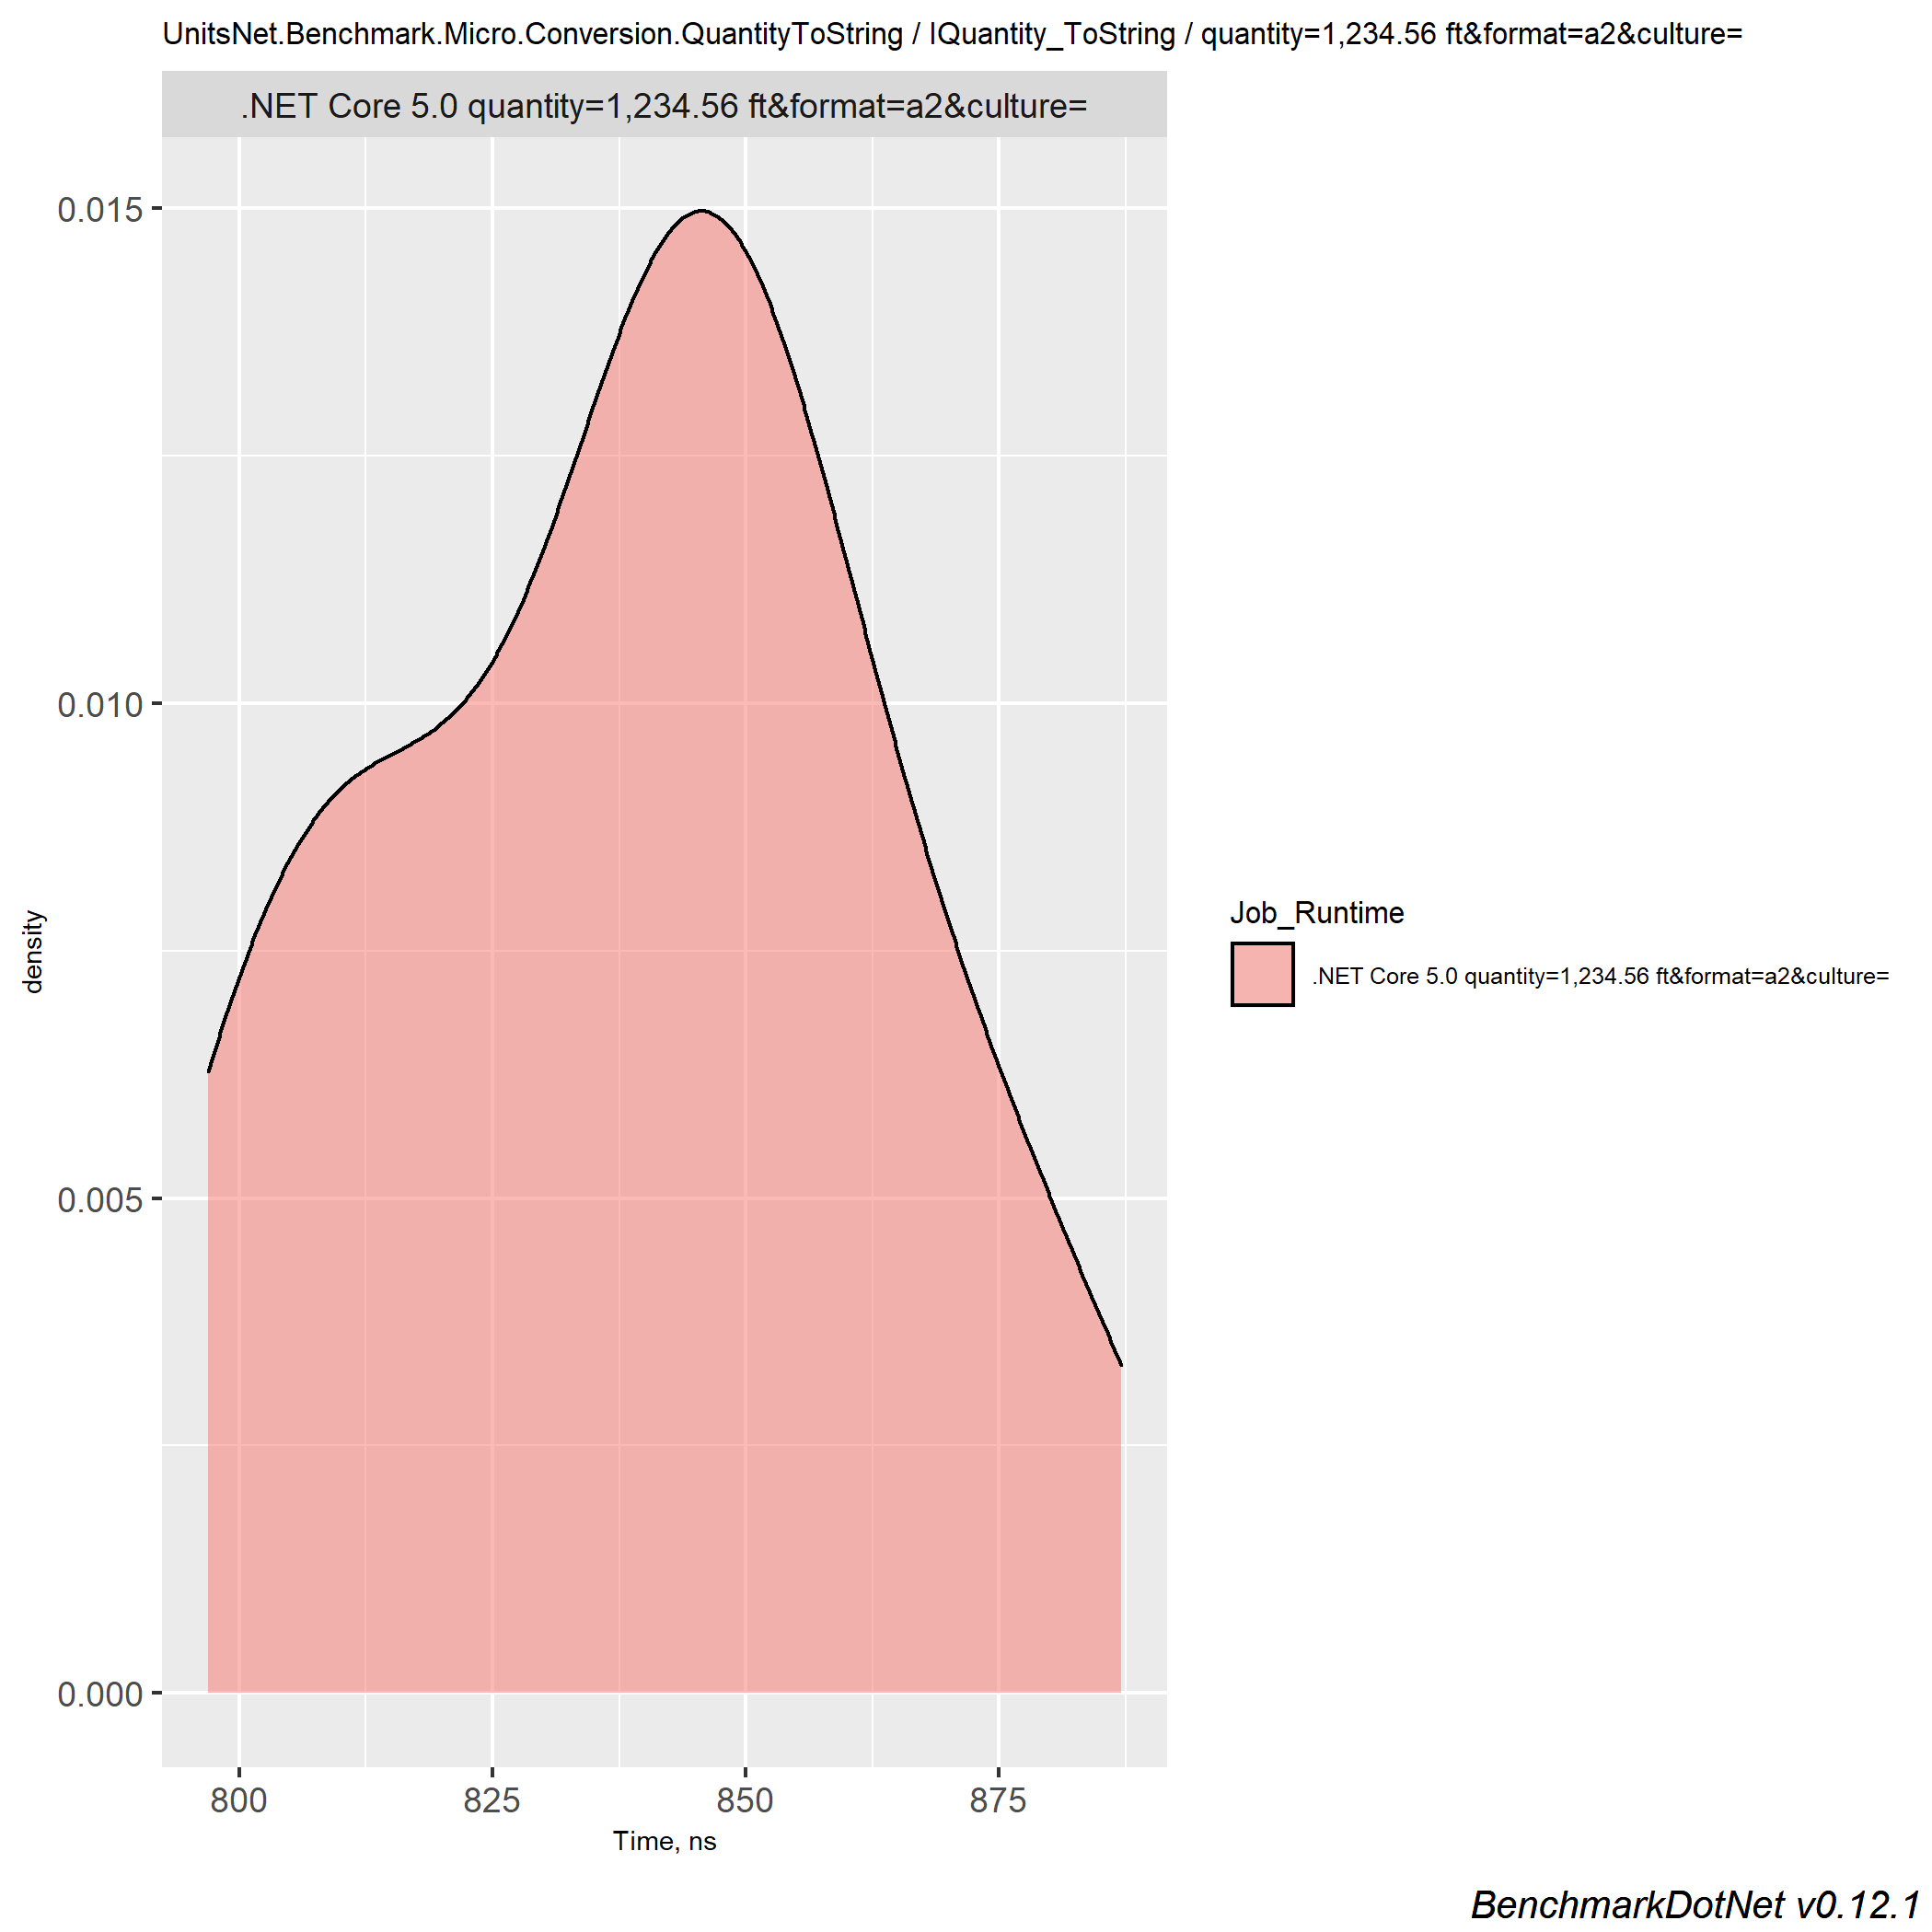 UnitsNet.Benchmark.Micro.Conversion.QuantityToString / IQuantity_ToString / quantity=1,234.56 ft&format=a2&culture=
.NET Core 5.0 quantity=1,234.56 ft&format=a2&culture=
0.015
0.010
0.005
0.000
density
800 825 850 875
Time, ns
Job_Runtime
.NET Core 5.0 quantity=1,234.56 ft&format=a2&culture=
BenchmarkDotNet v0.12.1